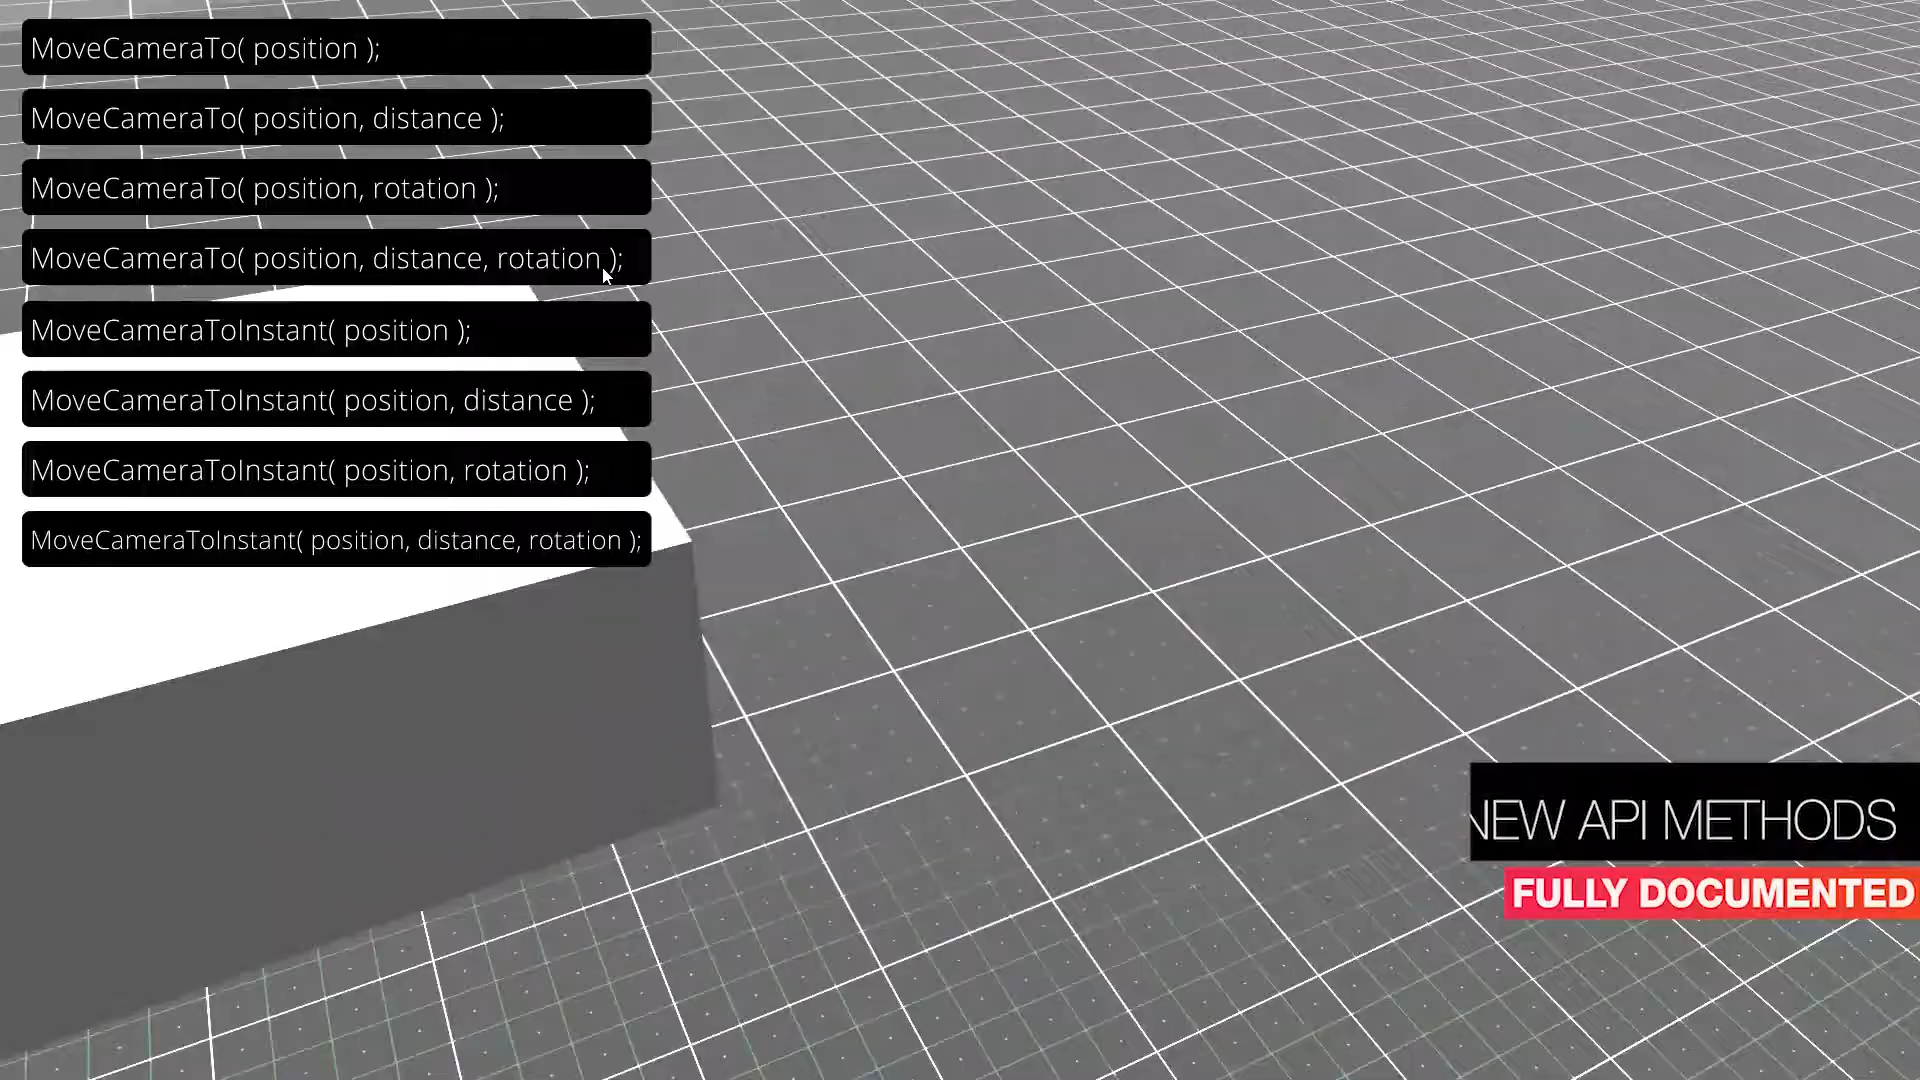 MoveCameraTo( position );
MoveCameraTo( position, distance );
MoveCameraTo( position, rotation );
MoveCameraTo( position, distance, rotation );
MoveCameraToInstant( position );
MoveCameraToInstant( position, distance );
MoveCameraToInstant( position, rotation );
MoveCameraToInstant( position, distance, rotation );
NEW API METHODS
FULLY DOCUMENTED